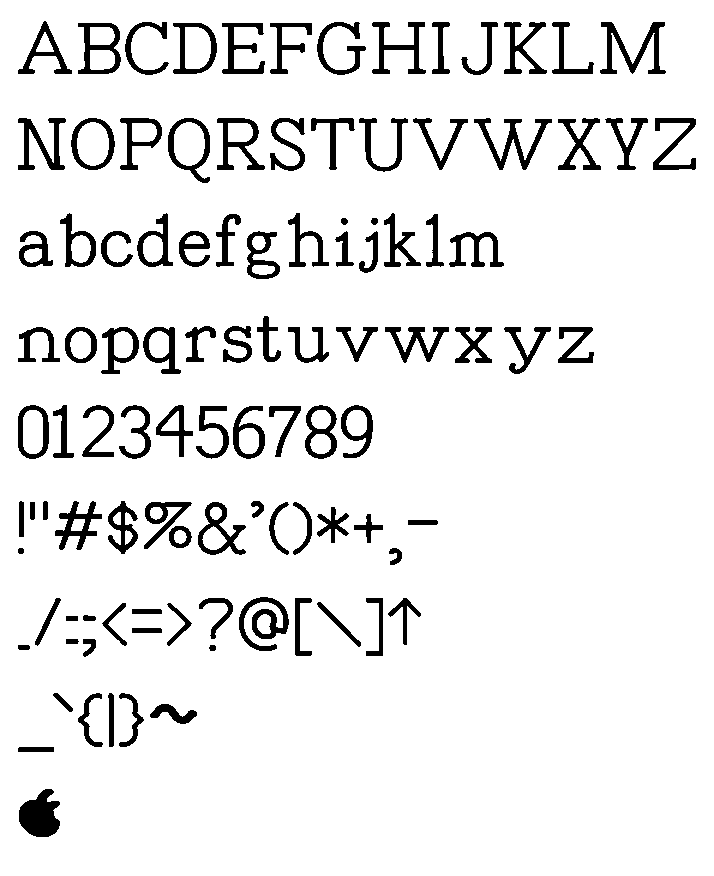 ABCDEFGHIJKLM
NOPQRSTUVWXYZ
abcdefghijklm
nopqrstuvwxyz
0123456789
!"#$%&'()*+,-
./:;<=>?@[\]↑
_`{|}~